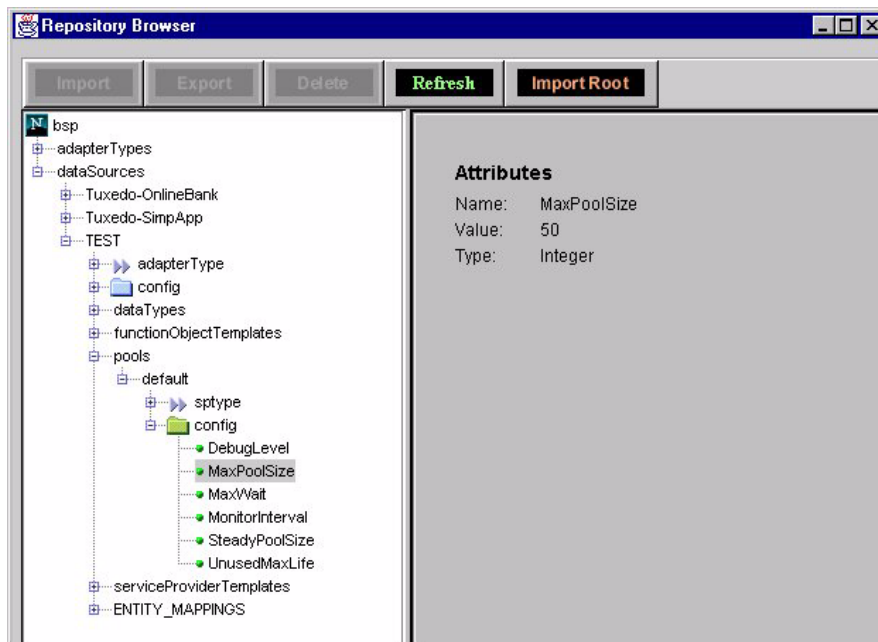 Repository Browser
Import Export Delete Refresh Import Root
bsp
adapterTypes
dataSources
Tuxedo-OnlineBank
Tuxedo-SimpApp
TEST
adapterType
config
dataTypes
functionObjectTemplates
pools
default
sptype
config
DebugLevel
MaxPoolSize
MaxWait
MonitorInterval
SteadyPoolSize
UnusedMaxLife
serviceProviderTemplates
ENTITY_MAPPINGS
Attributes
Name: MaxPoolSize
Value: 50
Type: Integer